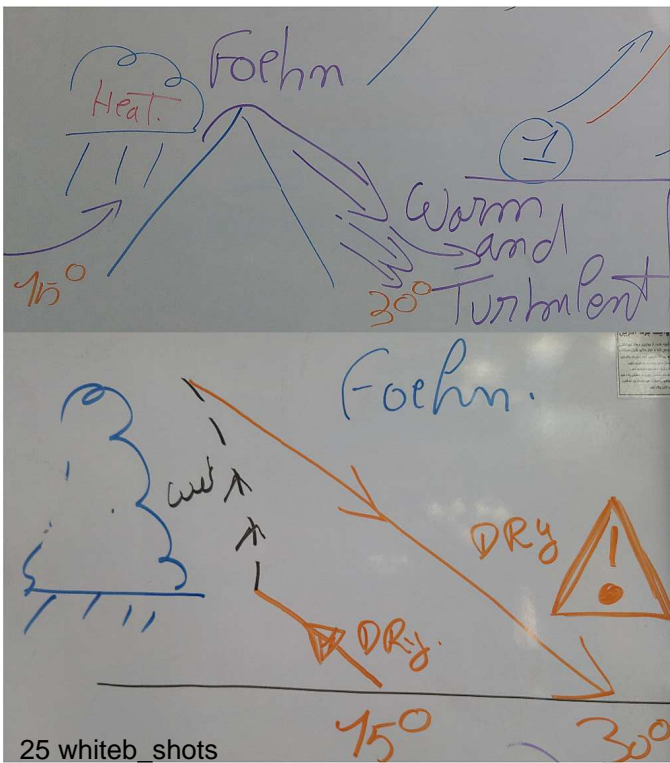 Foehn
Heat.
1
Warm
and
15°
30°
Turbulent
Foehn.
wet
DRy
!
DRy.
15°
30°
25 whiteb_shots